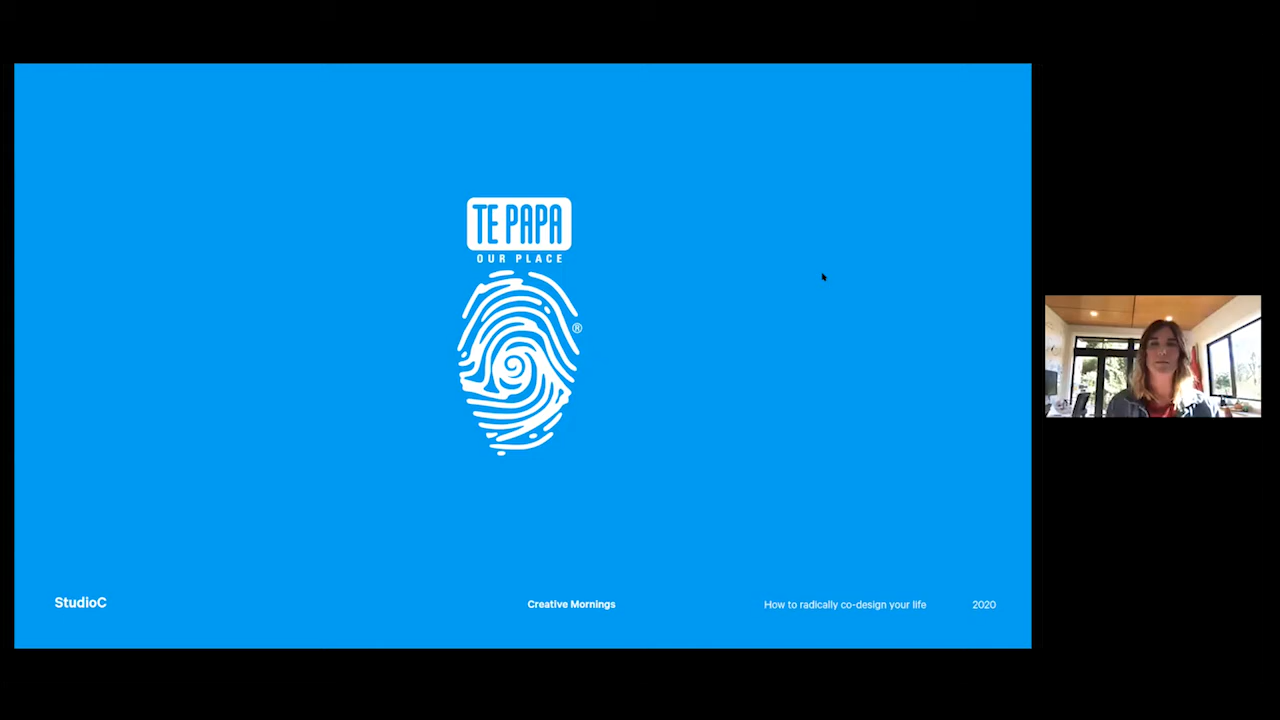 TE PAPA
OUR PLACE
®
StudioC
Creative Mornings
How to radically co-design your life
2020